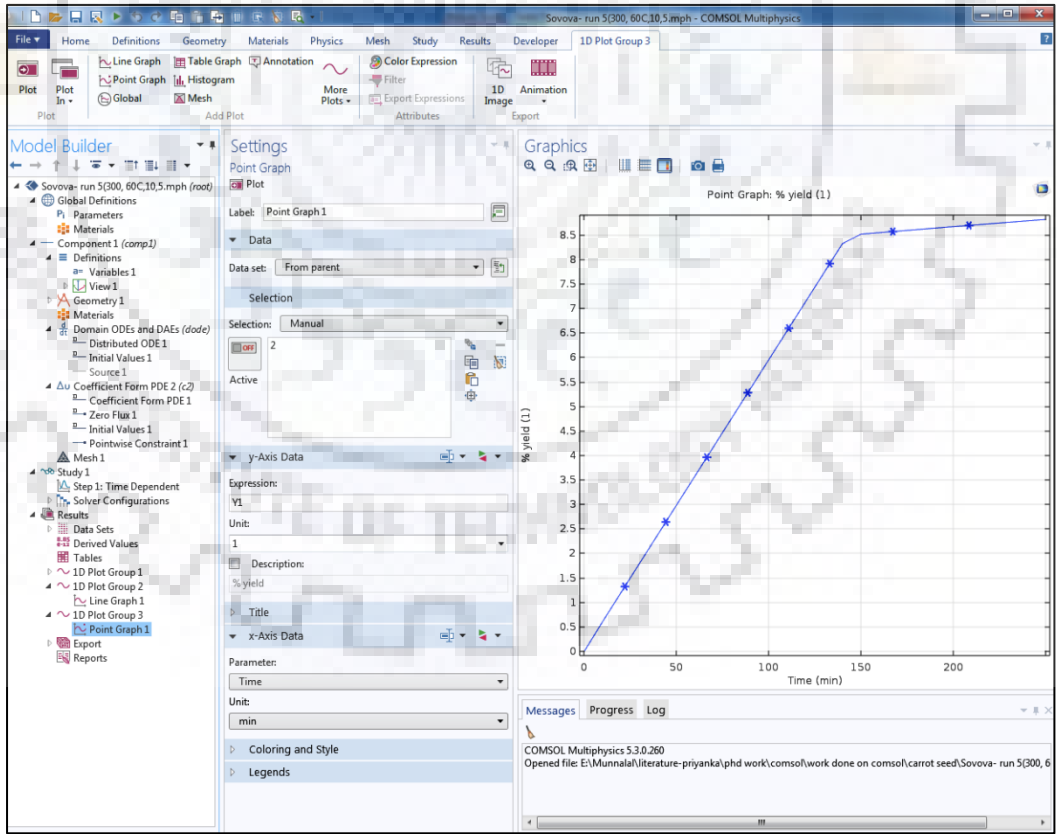 Sovova- run 5(300, 60C,10,5.mph - COMSOL Multiphysics
File Home Definitions Geometry Materials Physics Mesh Study Results Developer 1D Plot Group 3
Plot
Plot In
Line Graph Table Graph Annotation
Point Graph Histogram
Global Mesh
More Plots
Color Expression
Filter
Export Expressions
1D Image
Animation
Plot Add Plot Attributes Export
Model Builder
Sovova- run 5(300, 60C,10,5.mph (root)
Global Definitions
Pi Parameters
Materials
Component 1 (comp1)
Definitions
a= Variables 1
View 1
Geometry 1
Materials
Domain ODEs and DAEs (dode)
Distributed ODE 1
Initial Values 1
Source 1
Δu Coefficient Form PDE 2 (c2)
Coefficient Form PDE 1
Zero Flux 1
Initial Values 1
Pointwise Constraint 1
Mesh 1
Study 1
Step 1: Time Dependent
Solver Configurations
Results
Data Sets
8.85 e-12 Derived Values
Tables
1D Plot Group 1
1D Plot Group 2
Line Graph 1
1D Plot Group 3
Point Graph 1
Export
Reports
Settings
Point Graph
Plot
Label: Point Graph 1
Data
Data set: From parent
Selection
Selection: Manual
OFF
2
Active
y-Axis Data
Expression:
Y1
Unit:
1
Description:
% yield
Title
x-Axis Data
Parameter:
Time
Unit:
min
Coloring and Style
Legends
Graphics
Point Graph: % yield (1)
8.5
8
7.5
7
6.5
6
5.5
5
4.5
4
3.5
3
2.5
2
1.5
1
0.5
0
% yield (1)
0 50 100 150 200
Time (min)
Messages Progress Log
COMSOL Multiphysics 5.3.0.260
Opened file: E:\Munnalal\literature-priyanka\phd work\comsol\work done on comsol\carrot seed\Sovova- run 5(300, 6